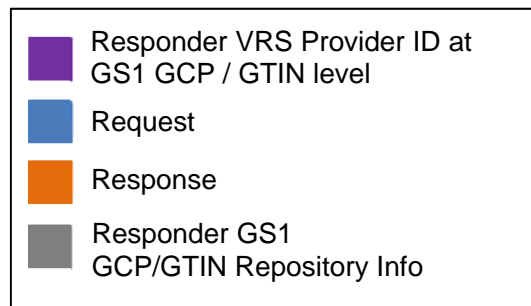 Responder VRS Provider ID at
GS1 GCP / GTIN level
Request
Response
Responder GS1
GCP/GTIN Repository Info